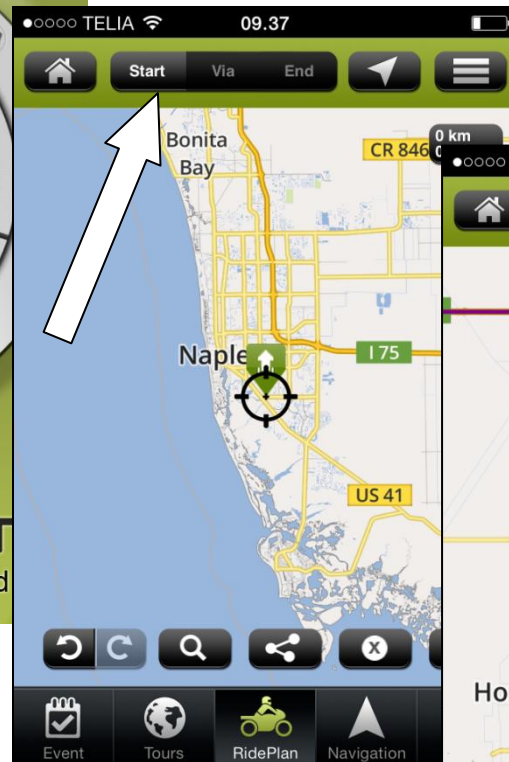 TELIA 09.37
Start Via End
Bonita
Bay
CR 846
0 km
I 75
US 41
Ho
Event Tours RidePlan Navigation